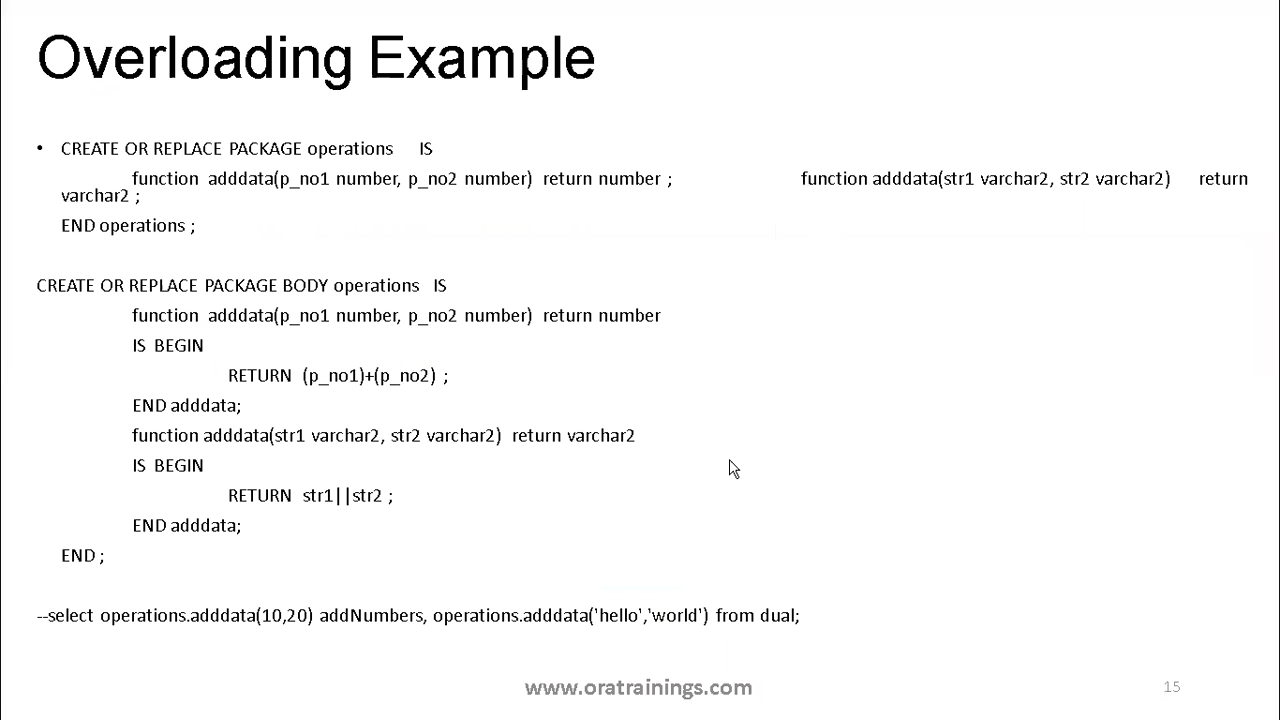 Overloading Example
• CREATE OR REPLACE PACKAGE operations IS
function adddata(p_no1 number, p_no2 number) return number ; function adddata(str1 varchar2, str2 varchar2) return
varchar2 ;
END operations ;
CREATE OR REPLACE PACKAGE BODY operations IS
function adddata(p_no1 number, p_no2 number) return number
IS BEGIN
RETURN (p_no1)+(p_no2) ;
END adddata;
function adddata(str1 varchar2, str2 varchar2) return varchar2
IS BEGIN
RETURN str1||str2 ;
END adddata;
END ;
--select operations.adddata(10,20) addNumbers, operations.adddata('hello','world') from dual;
www.oratrainings.com
15